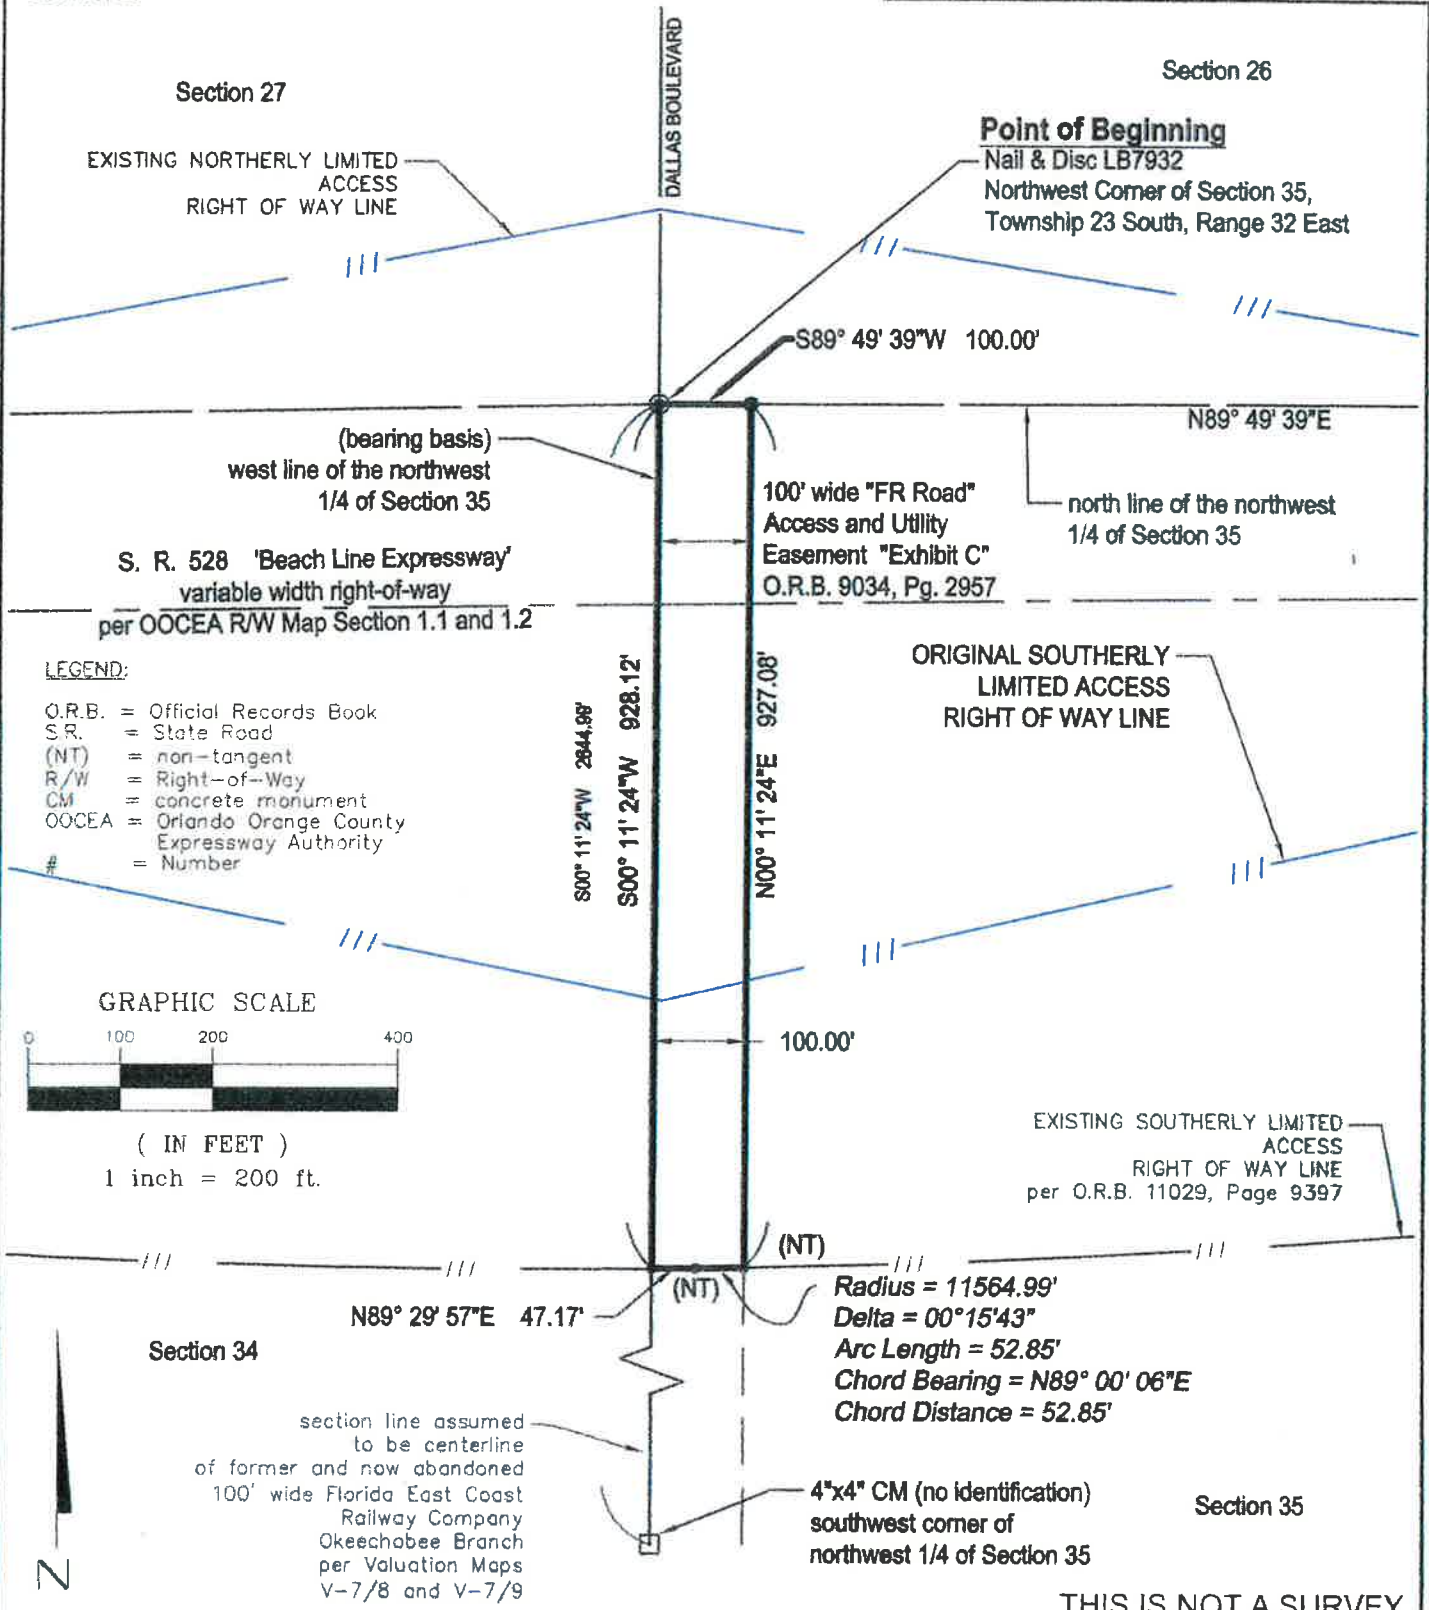 DALLAS BOULEVARD
Section 27
Section 26
EXISTING NORTHERLY LIMITED
ACCESS
RIGHT OF WAY LINE
Point of Beginning
Nail & Disc LB7932
Northwest Corner of Section 35,
Township 23 South, Range 32 East
S89° 49' 39"W 100.00'
N89° 49' 39"E
(bearing basis)
west line of the northwest
1/4 of Section 35
100' wide "FR Road"
Access and Utility
Easement "Exhibit C"
O.R.B. 9034, Pg. 2957
north line of the northwest
1/4 of Section 35
S. R. 528 'Beach Line Expressway'
variable width right-of-way
per OOCEA R/W Map Section 1.1 and 1.2
LEGEND:
O.R.B. = Official Records Book
S.R. = State Road
(NT) = non-tangent
R/W = Right-of-Way
CM = concrete monument
OOCEA = Orlando Orange County
Expressway Authority
# = Number
S00° 11' 24"W 2644.99'
S00° 11' 24"W 928.12'
N00° 11' 24"E 927.08'
ORIGINAL SOUTHERLY
LIMITED ACCESS
RIGHT OF WAY LINE
GRAPHIC SCALE
0 100 200 400
( IN FEET )
1 inch = 200 ft.
100.00'
EXISTING SOUTHERLY LIMITED
ACCESS
RIGHT OF WAY LINE
per O.R.B. 11029, Page 9397
(NT)
(NT)
N89° 29' 57"E 47.17'
Radius = 11564.99'
Delta = 00°15'43"
Arc Length = 52.85'
Chord Bearing = N89° 00' 06"E
Chord Distance = 52.85'
Section 34
section line assumed
to be centerline
of former and now abandoned
100' wide Florida East Coast
Railway Company
Okeechobee Branch
per Valuation Maps
V-7/8 and V-7/9
4"x4" CM (no identification)
southwest corner of
northwest 1/4 of Section 35
Section 35
N
THIS IS NOT A SURVEY